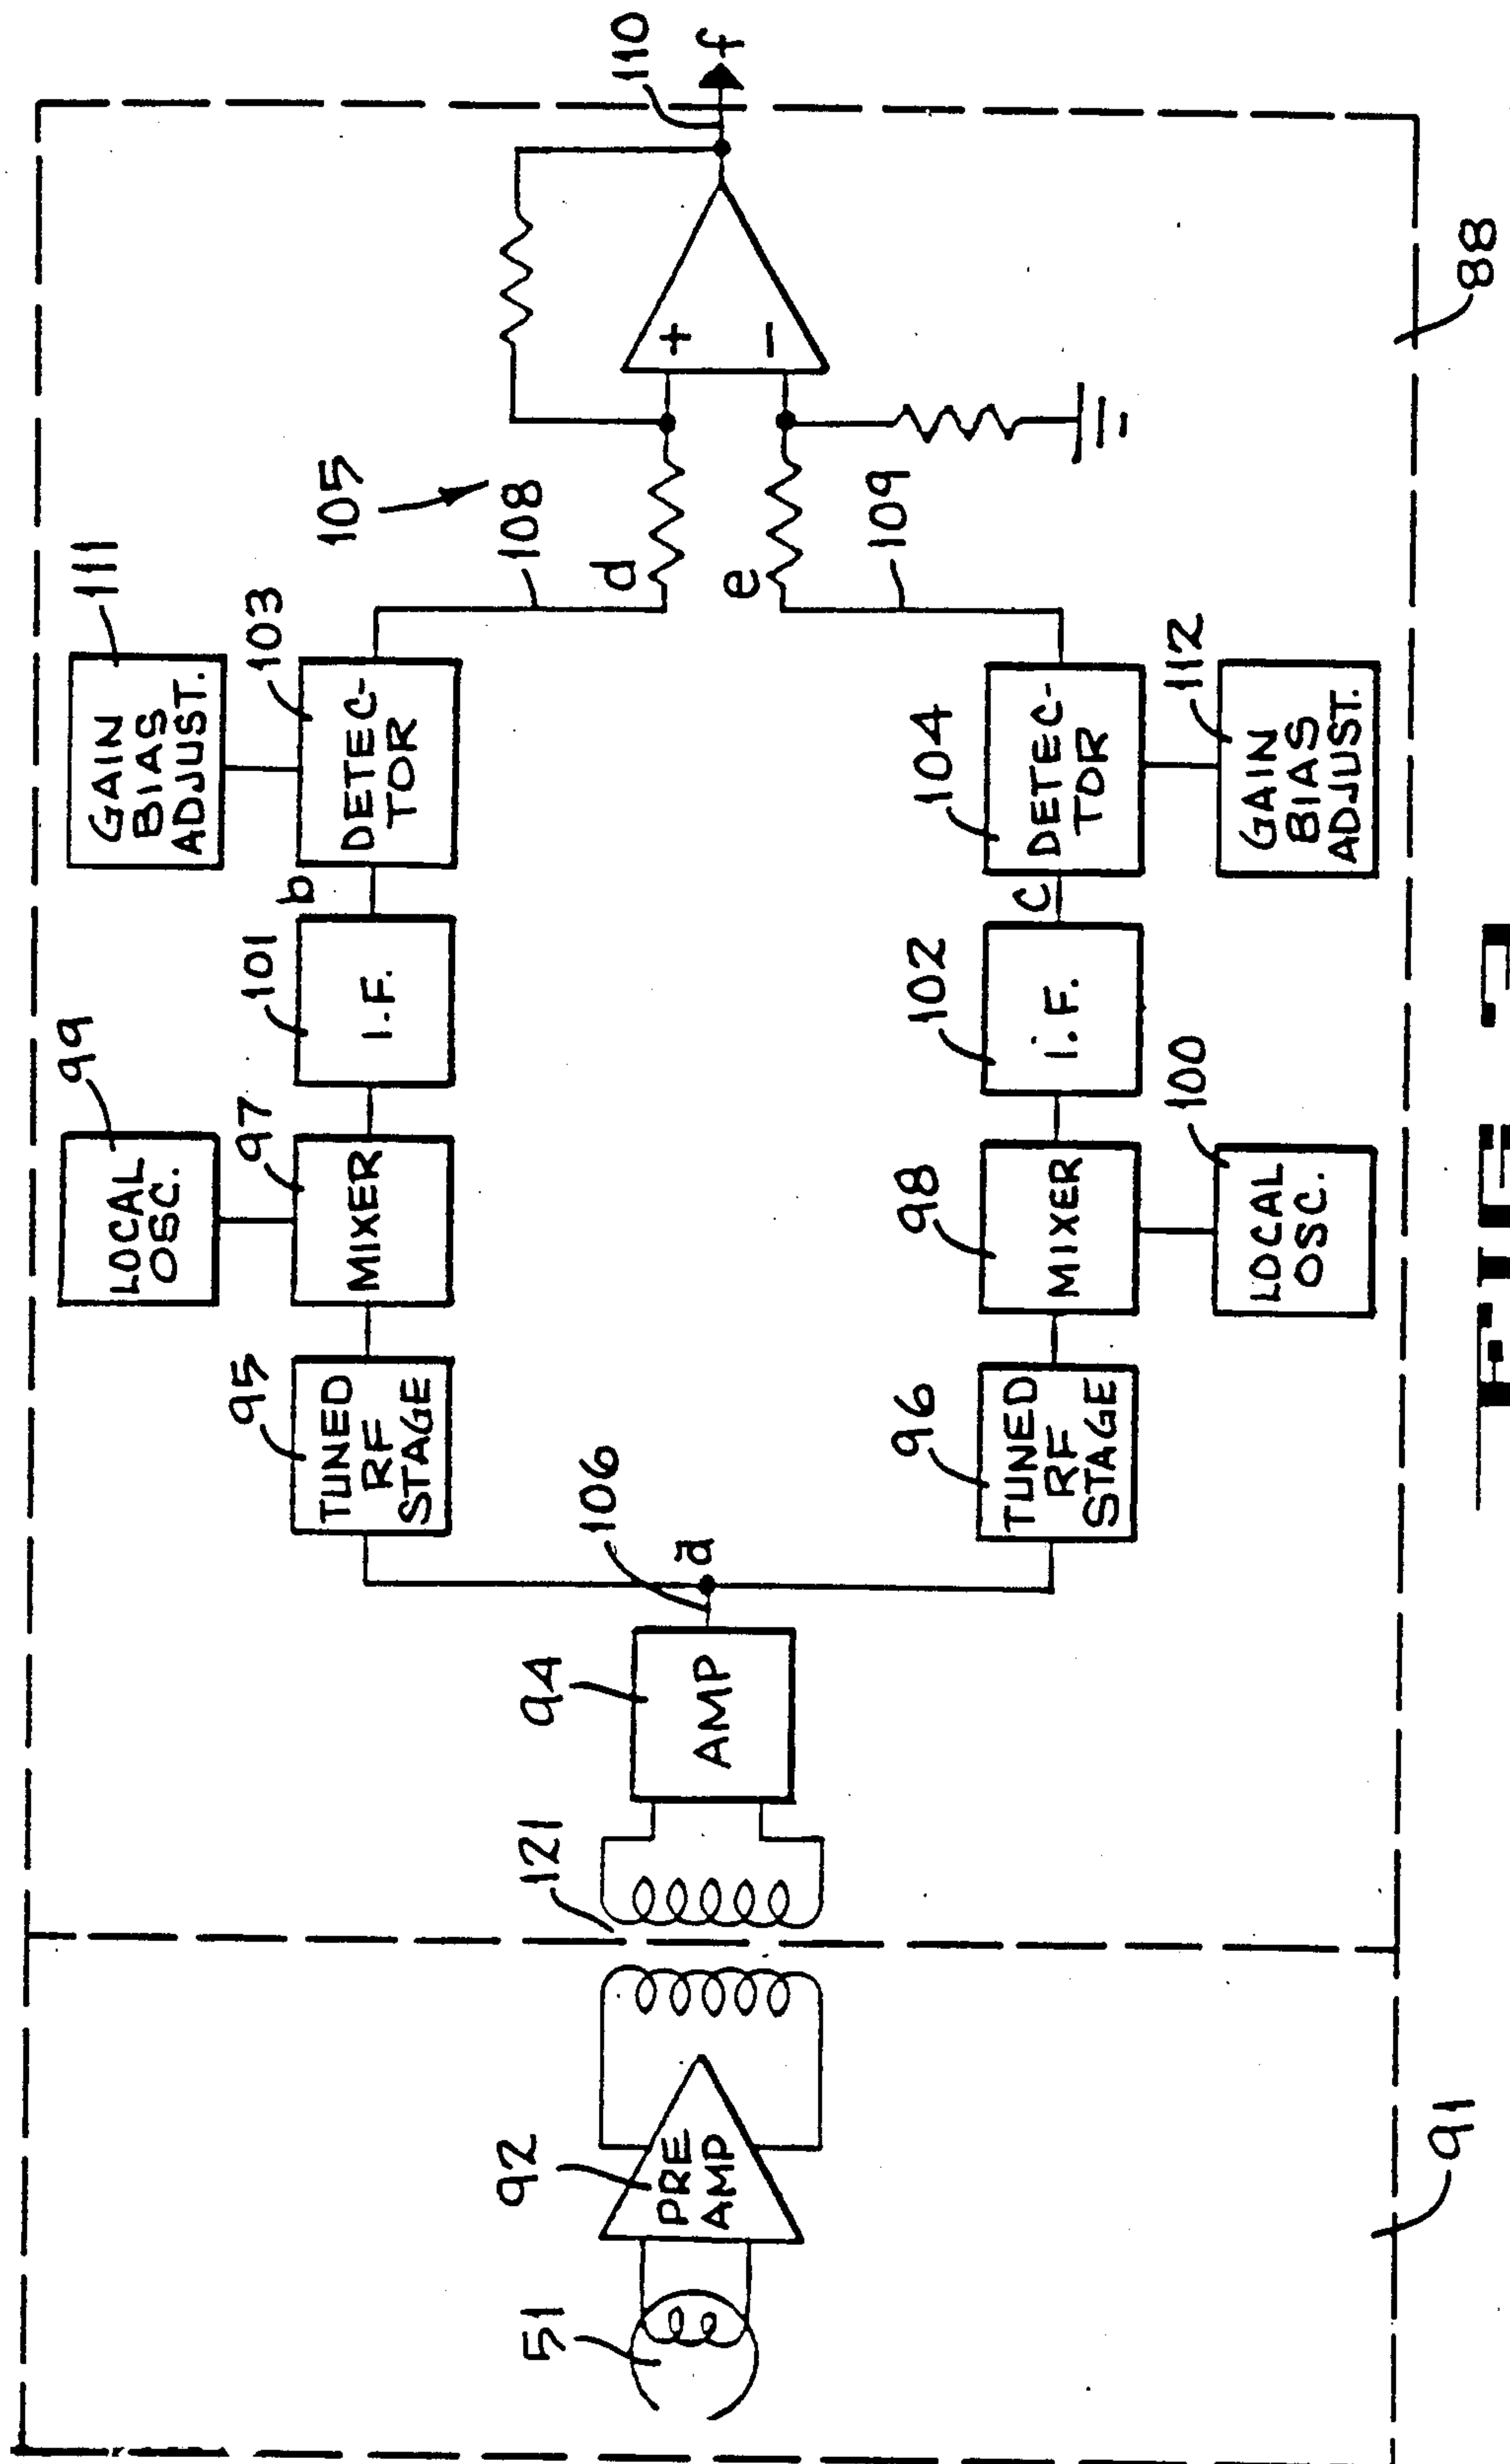 51
92
PRE
AMP
91
121
94
AMP
106
a
95
TUNED
RF
STAGE
99
LOCAL
OSC.
97
MIXER
101
I.F.
b
111
GAIN
BIAS
ADJUST.
103
DETEC-
TOR
105
108
d
96
TUNED
RF
STAGE
98
MIXER
100
LOCAL
OSC.
102
I.F.
c
104
DETEC-
TOR
112
GAIN
BIAS
ADJUST.
109
e
+
−
110
f
88